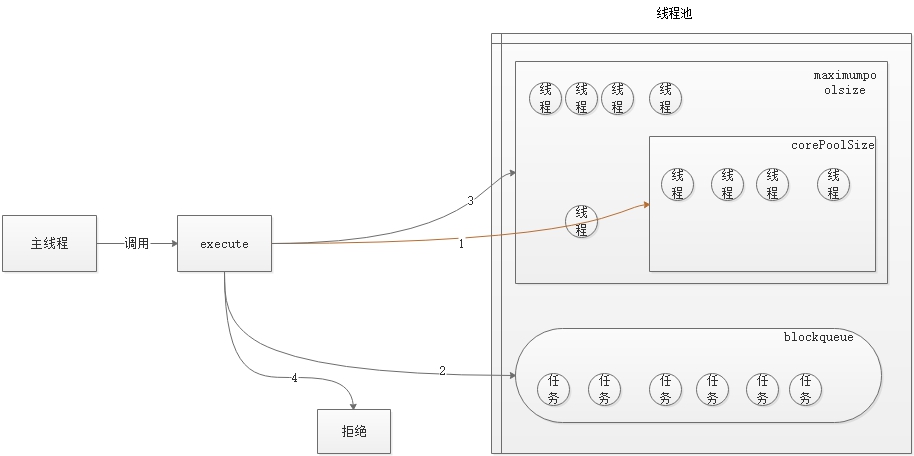 线程池
maximumpo
olsize
线
程
线
程
线
程
线
程
corePoolSize
线
程
线
程
线
程
线
程
3
线
程
主线程
调用
execute
1
blockqueue
2
4
任
务
任
务
任
务
任
务
任
务
任
务
拒绝